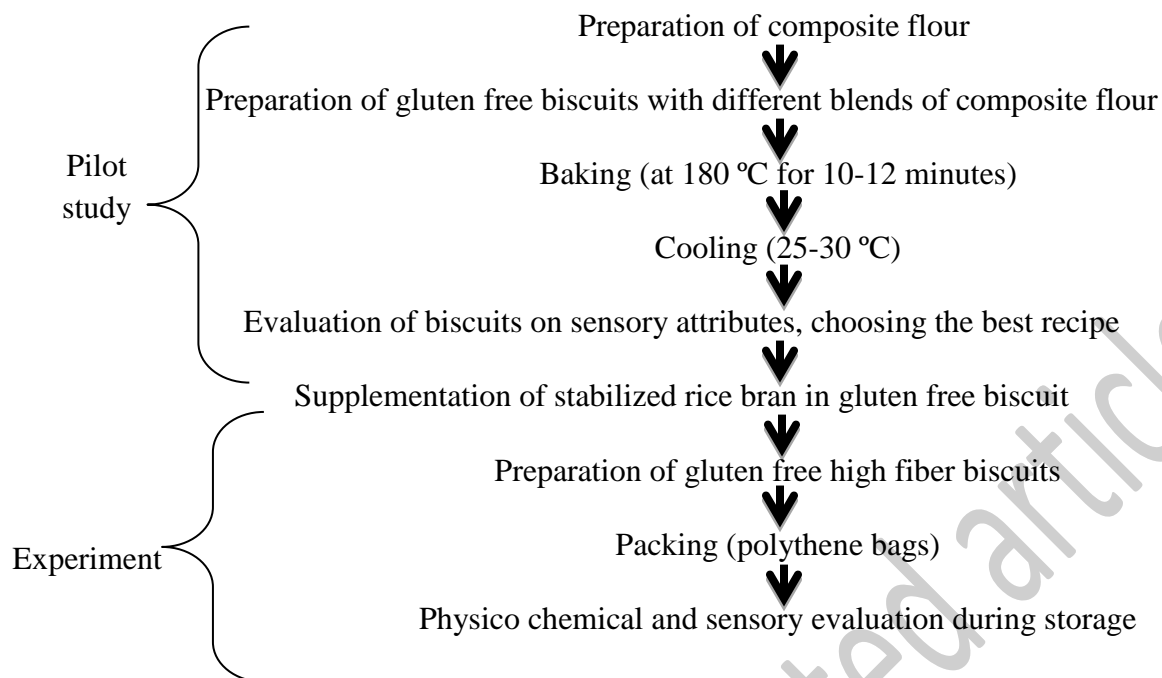 Preparation of composite flour
Preparation of gluten free biscuits with different blends of composite flour
Pilot
study
Baking (at 180 ºC for 10-12 minutes)
Cooling (25-30 ºC)
Evaluation of biscuits on sensory attributes, choosing the best recipe
Supplementation of stabilized rice bran in gluten free biscuit
Preparation of gluten free high fiber biscuits
Experiment
Packing (polythene bags)
Physico chemical and sensory evaluation during storage
ted article